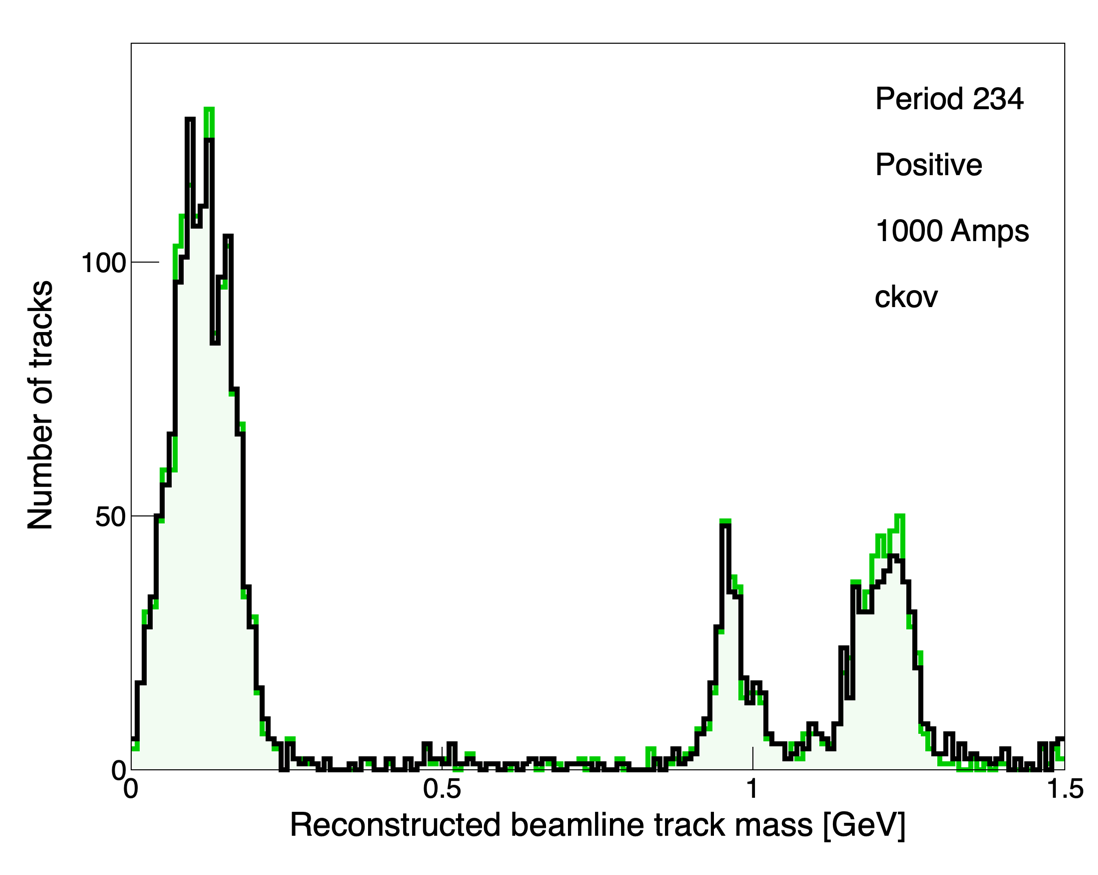 Period 234
Positive
1000 Amps
ckov
100
50
0
0 0.5 1 1.5
Number of tracks
Reconstructed beamline track mass [GeV]